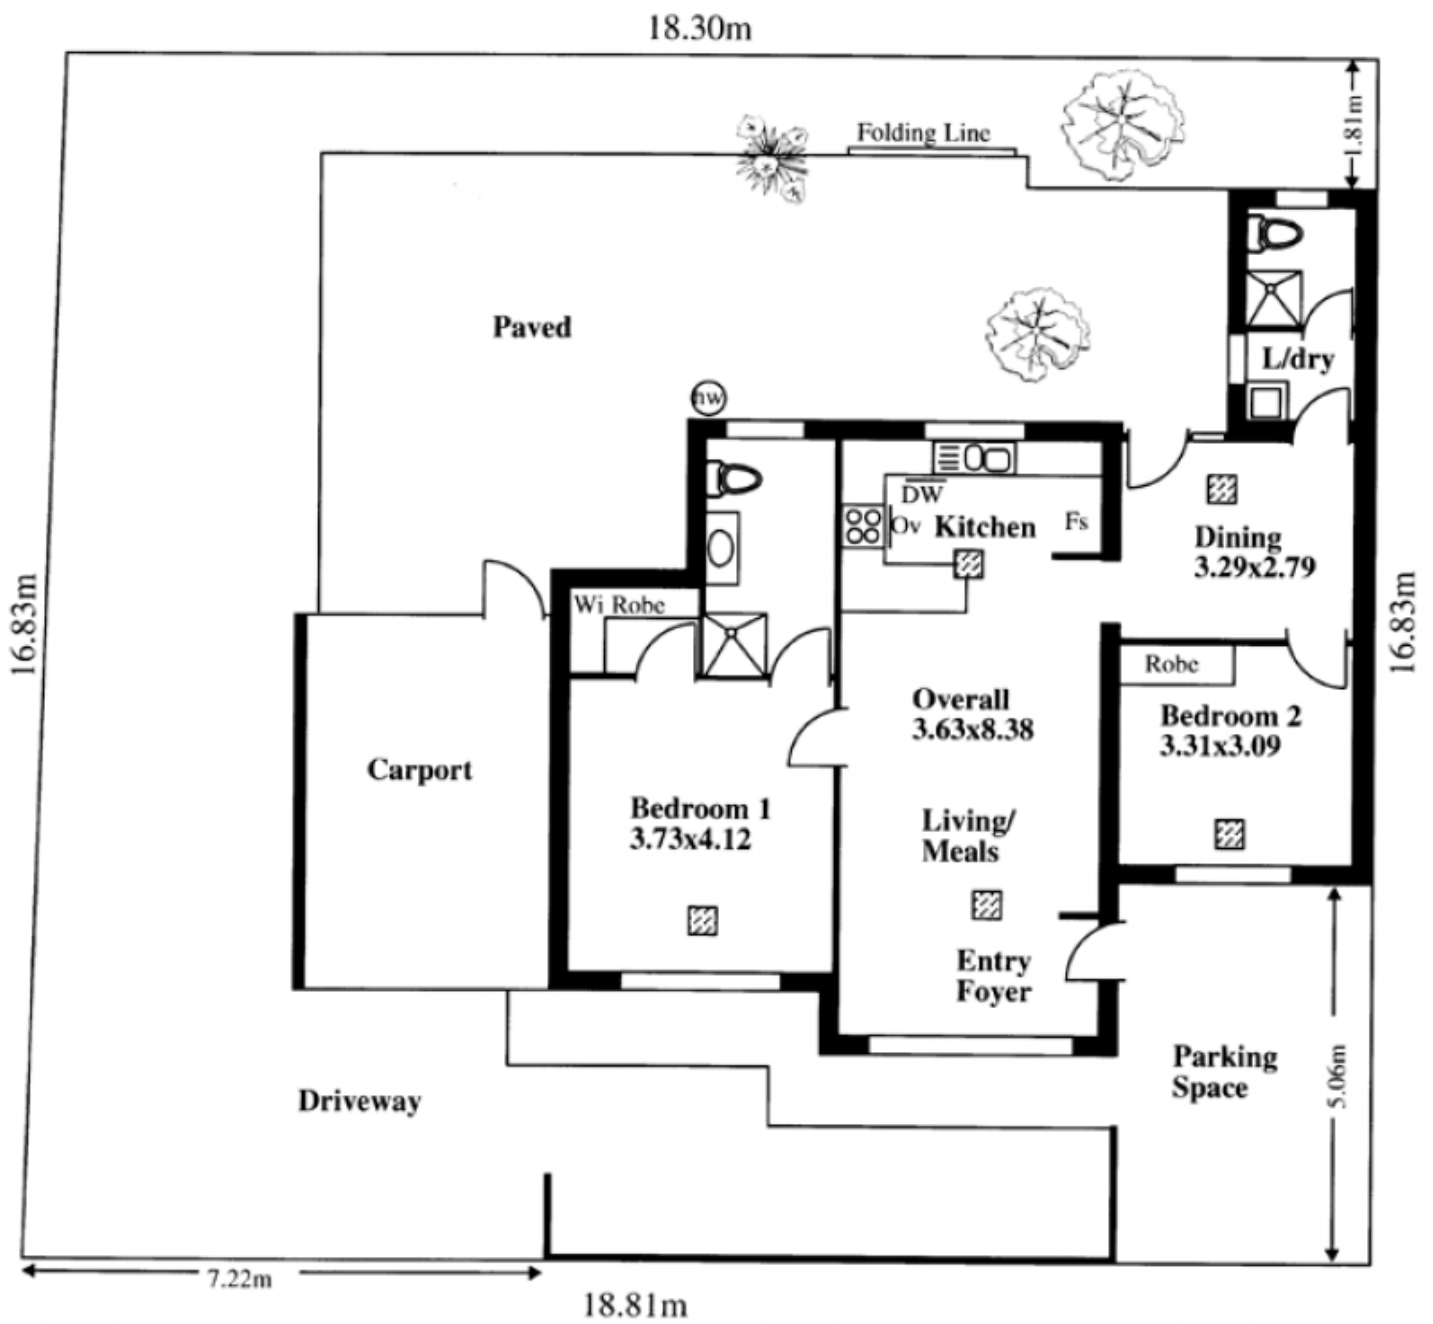 18.30m
1.81m
Folding Line
Paved
L/dry
hw
DW
Ov
Kitchen
Fs
Dining
3.29x2.79
16.83m
16.83m
Wi Robe
Robe
Overall
3.63x8.38
Bedroom 2
3.31x3.09
Carport
Bedroom 1
3.73x4.12
Living/
Meals
Entry
Foyer
Parking
Space
5.06m
Driveway
7.22m
18.81m